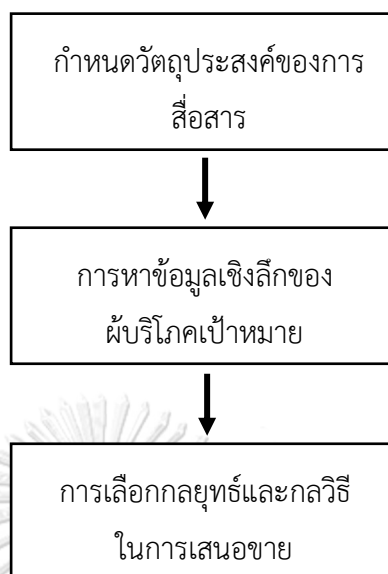 กำหนดวัตถุประสงค์ของการ
สื่อสาร
การหาข้อมูลเชิงลึกของ
ผู้บริโภคเป้าหมาย
การเลือกกลยุทธ์และกลวิธี
ในการเสนอขาย